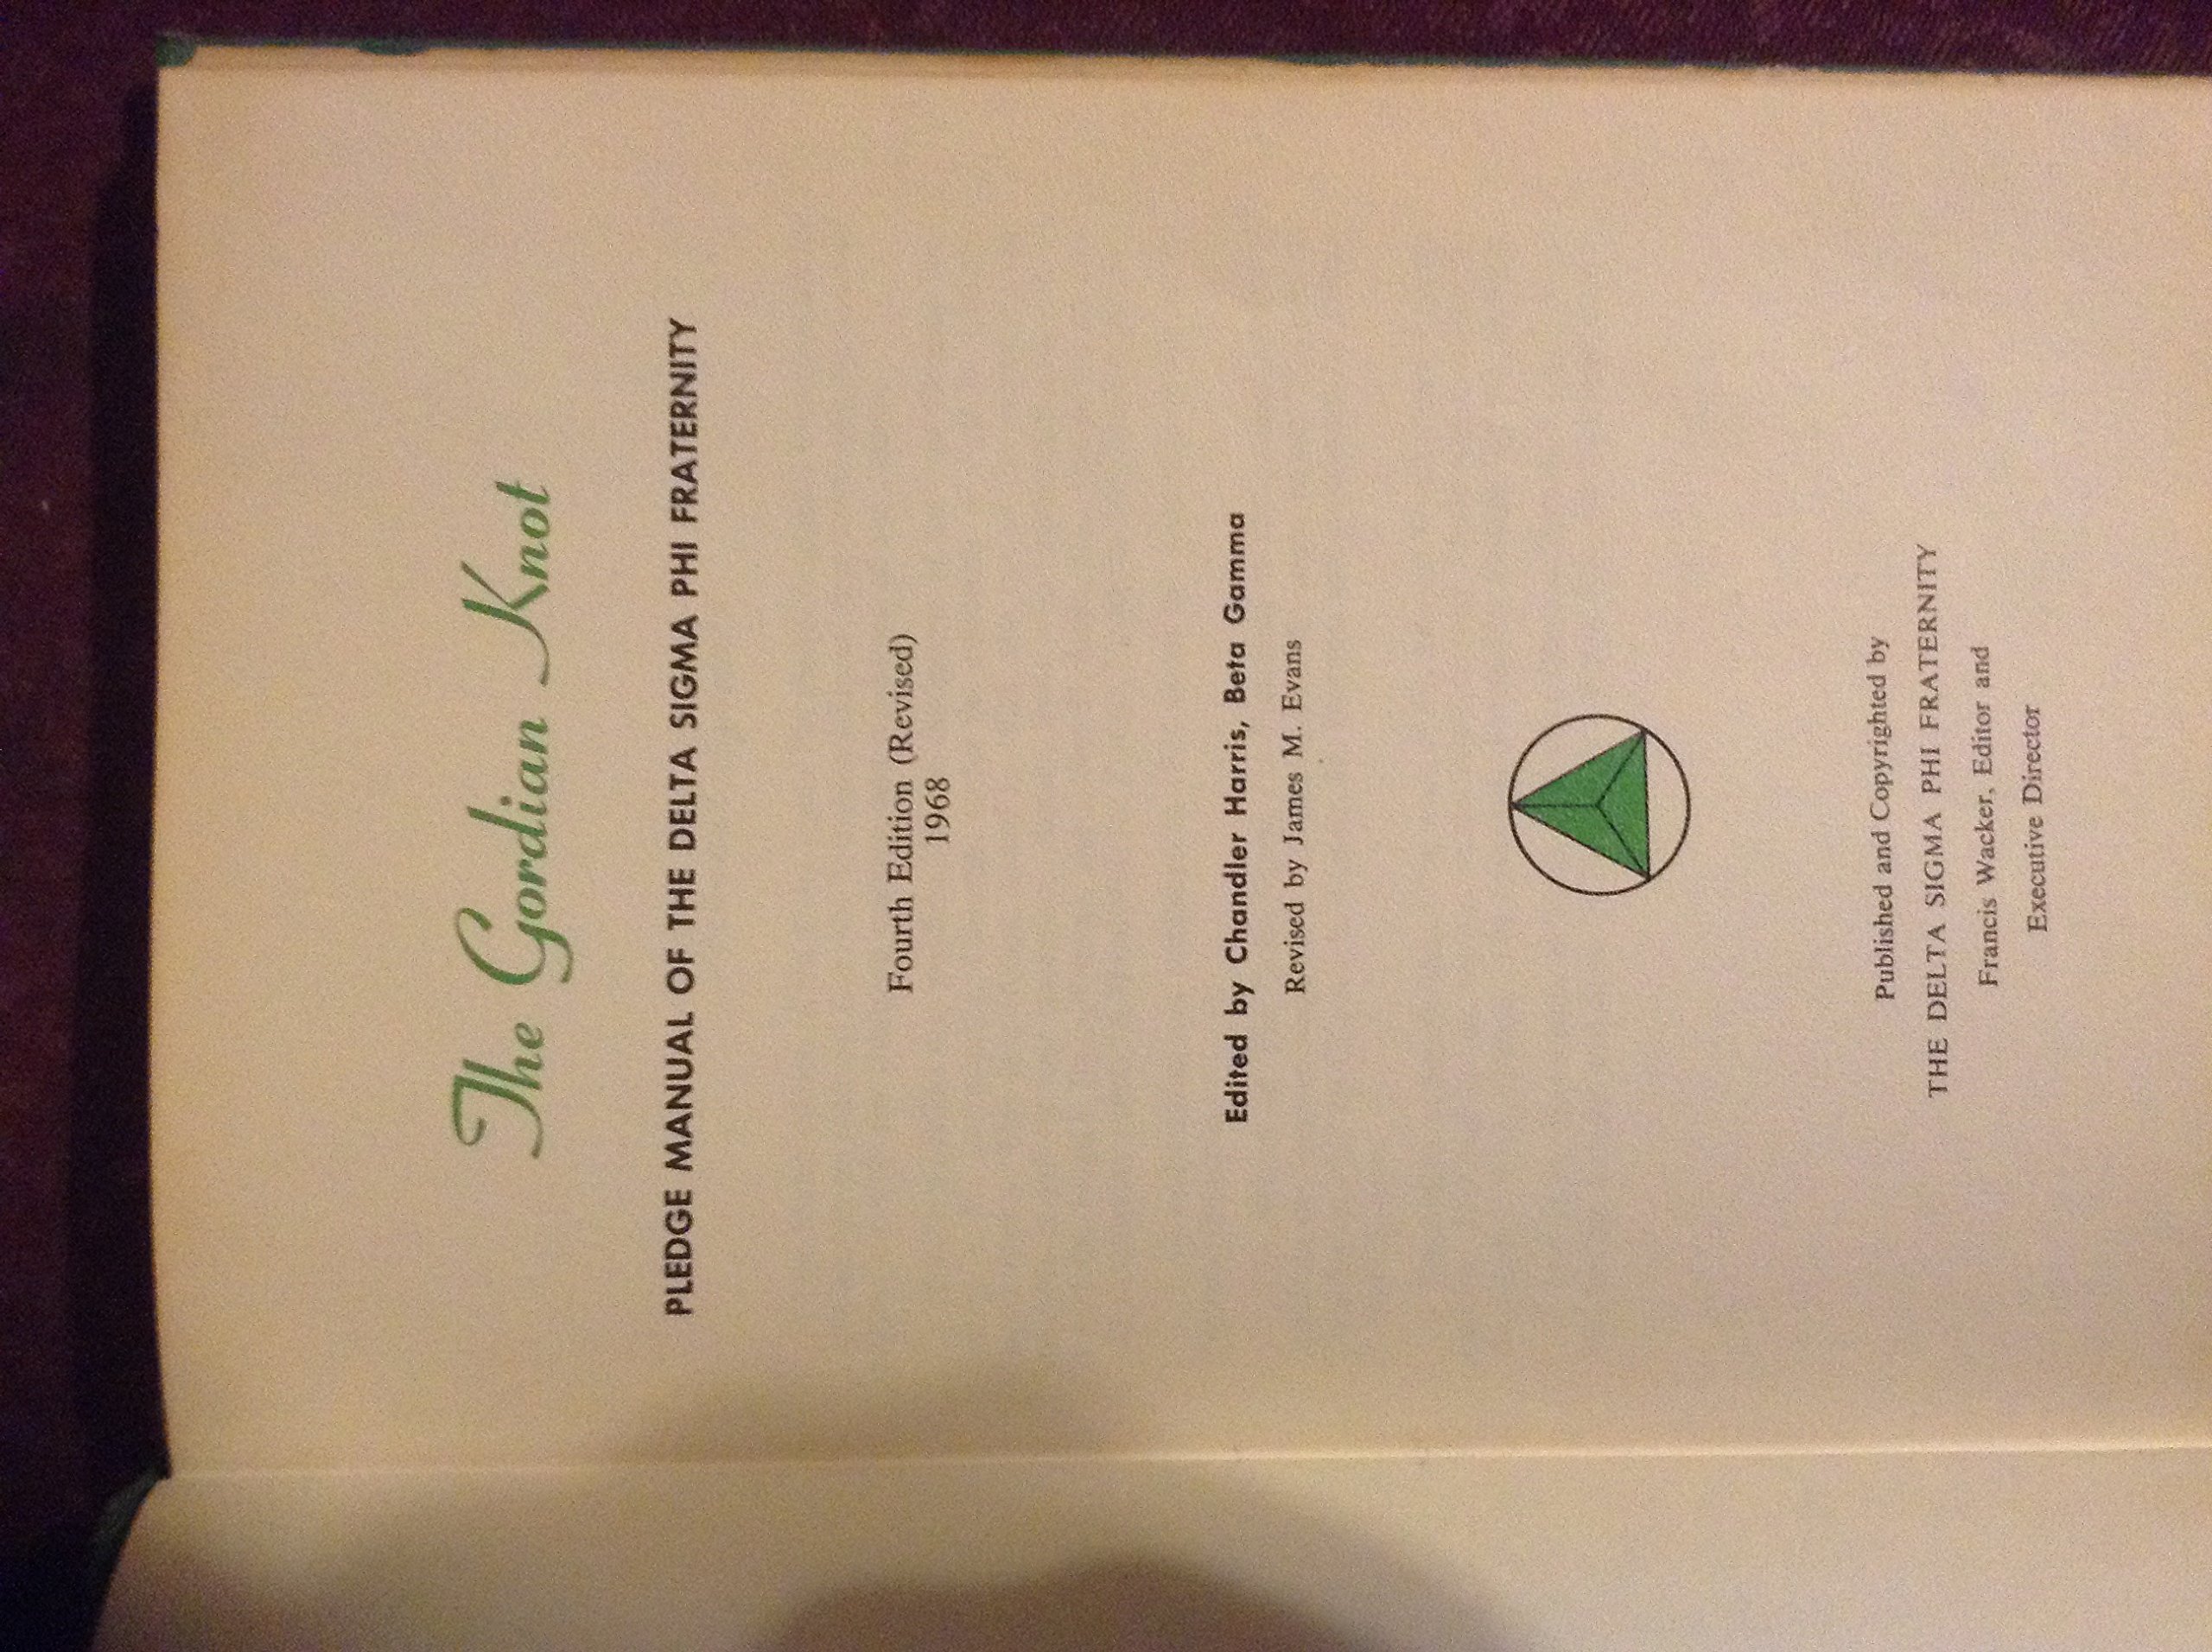 The Gordian Knot
PLEDGE MANUAL OF THE DELTA SIGMA PHI FRATERNITY
Fourth Edition (Revised)
1968
Edited by Chandler Harris, Beta Gamma
Revised by James M. Evans
Published and Copyrighted by
THE DELTA SIGMA PHI FRATERNITY
Francis Wacker, Editor and
Executive Director